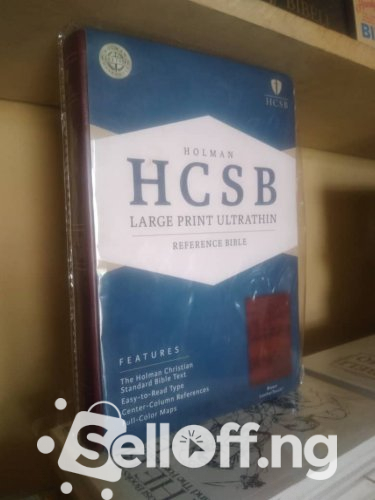 HCSB
HOLMAN
HCSB
LARGE PRINT ULTRATHIN
REFERENCE BIBLE
FEATURES
The Holman Christian
Standard Bible Text
Easy-to-Read Type
Center-Column References
Full-Color Maps
SellOff.ng